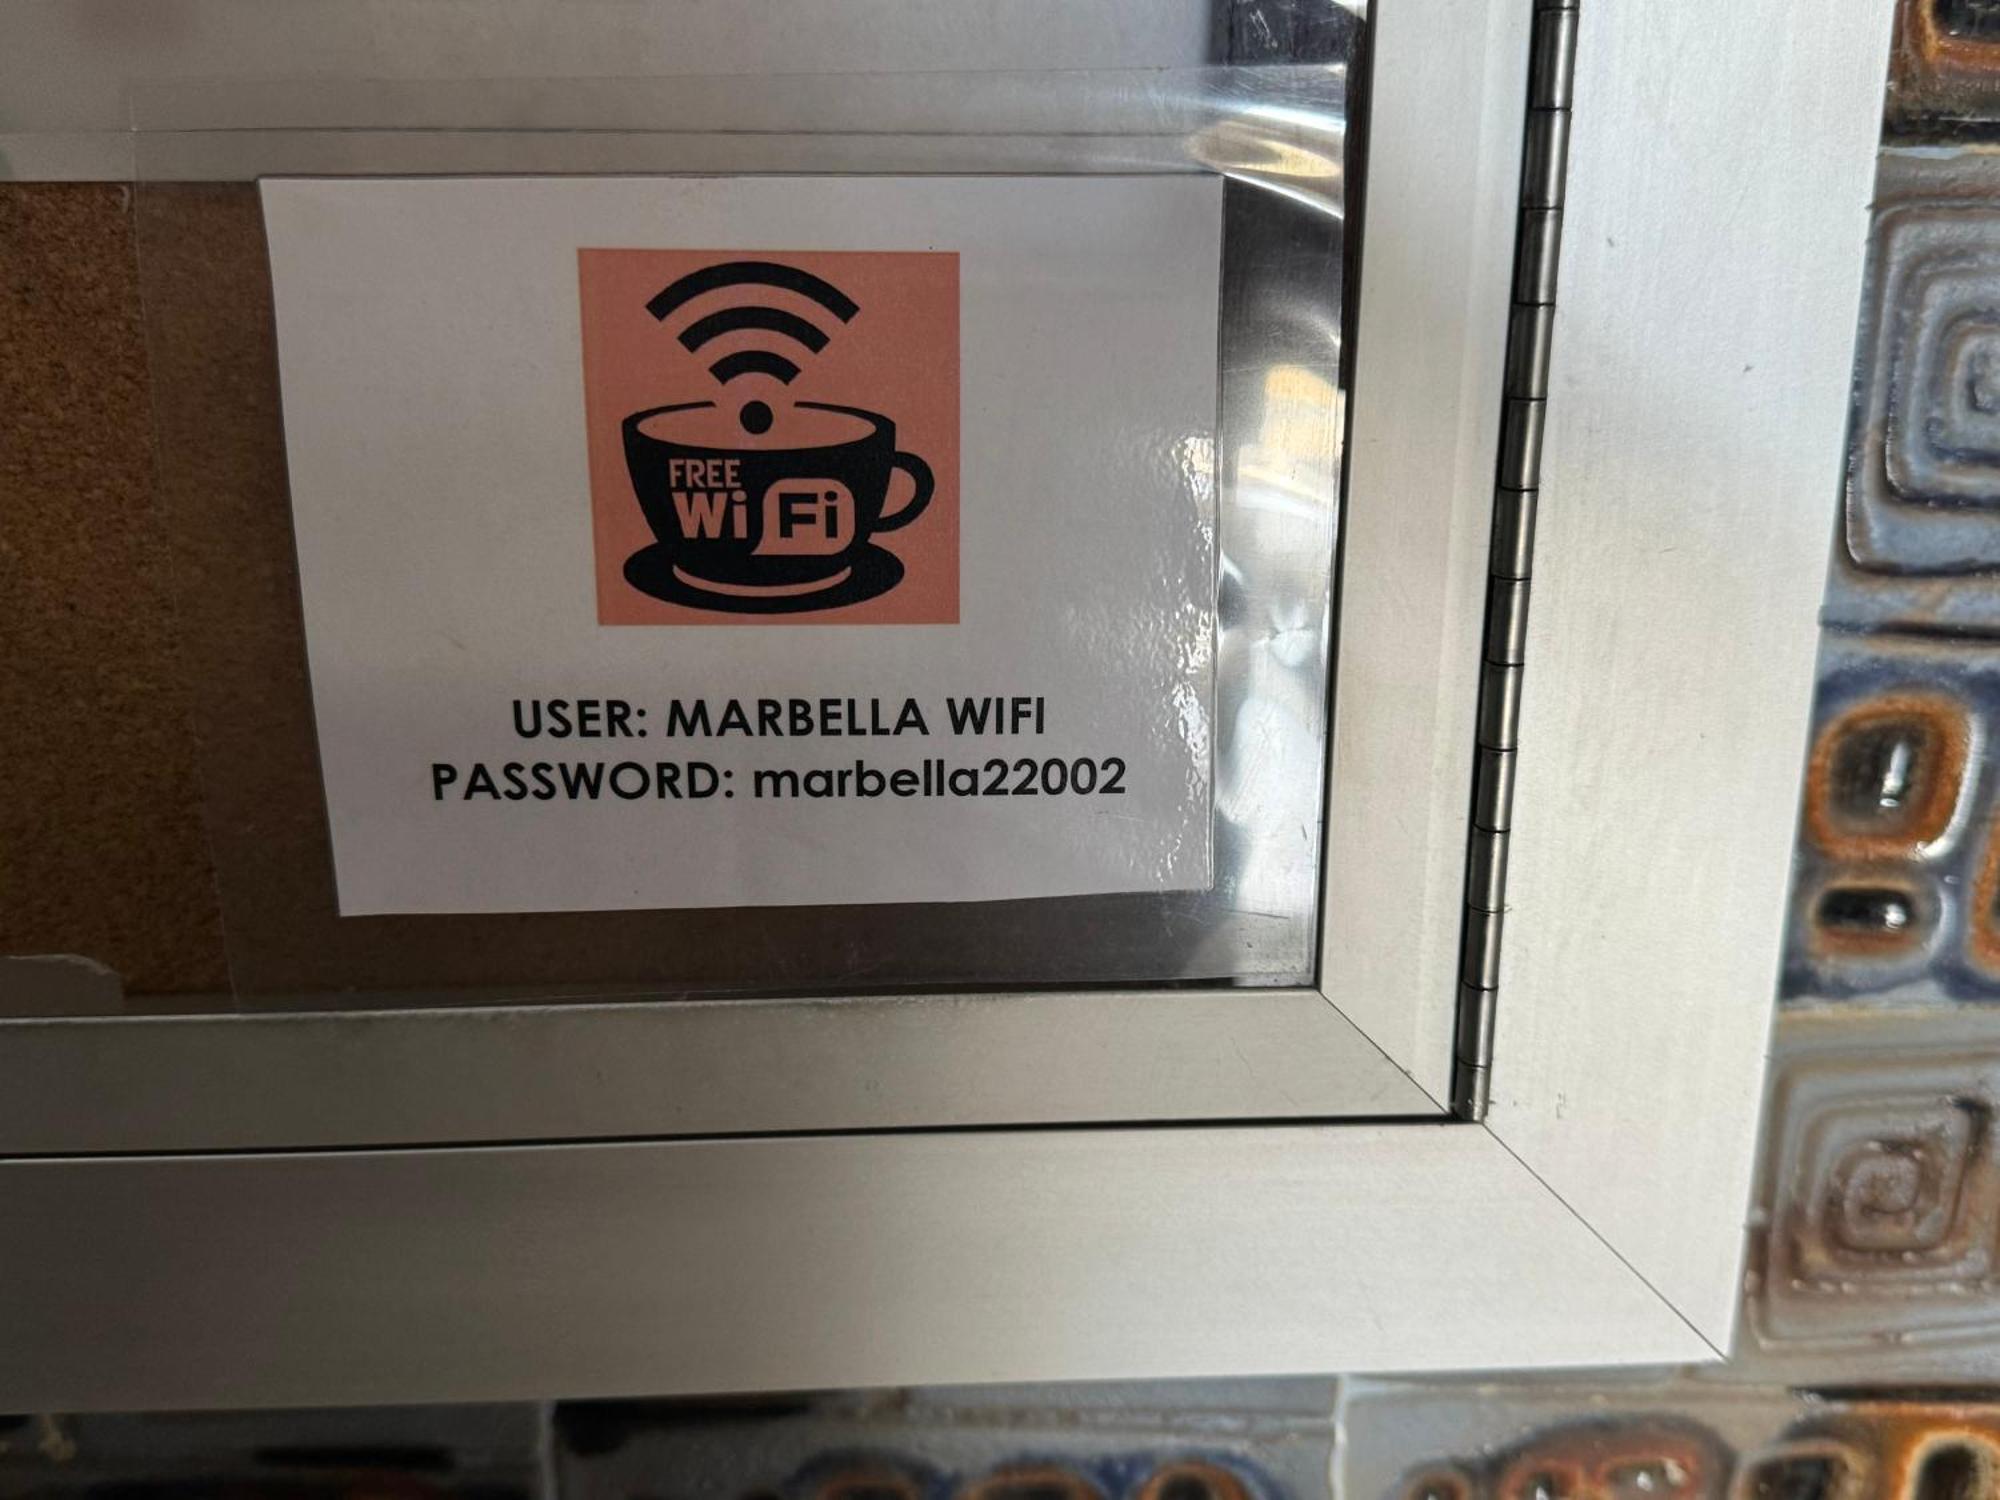 FREE
Wi Fi
USER: MARBELLA WIFI
PASSWORD: marbella22002